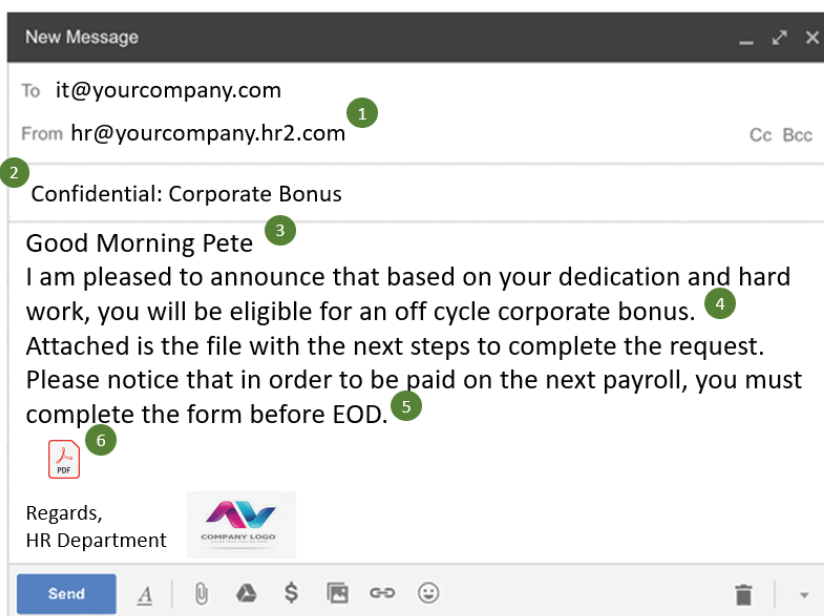 New Message
To it@yourcompany.com
1
From hr@yourcompany.hr2.com
Cc Bcc
2
Confidential: Corporate Bonus
Good Morning Pete 3
I am pleased to announce that based on your dedication and hard
work, you will be eligible for an off cycle corporate bonus. 4
Attached is the file with the next steps to complete the request.
Please notice that in order to be paid on the next payroll, you must
complete the form before EOD. 5
6
PDF
Regards,
HR Department
COMPANY LOGO
Send A $